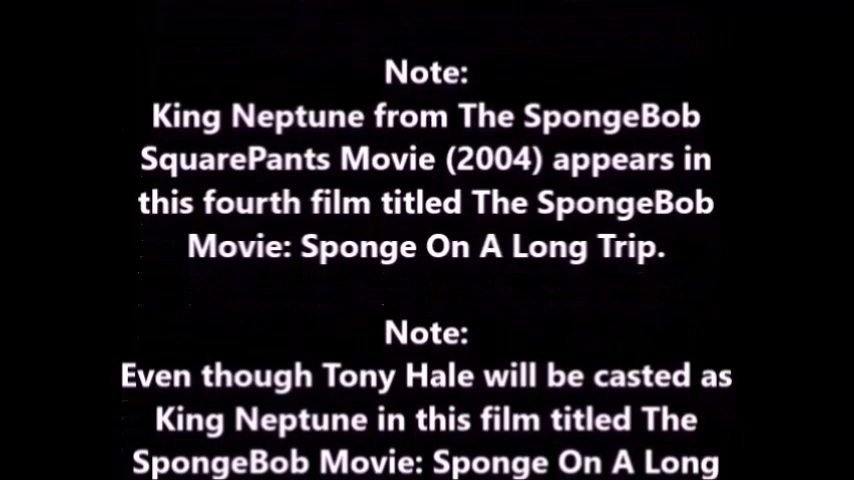 Note:
King Neptune from The SpongeBob
SquarePants Movie (2004) appears in
this fourth film titled The SpongeBob
Movie: Sponge On A Long Trip.
Note:
Even though Tony Hale will be casted as
King Neptune in this film titled The
SpongeBob Movie: Sponge On A Long